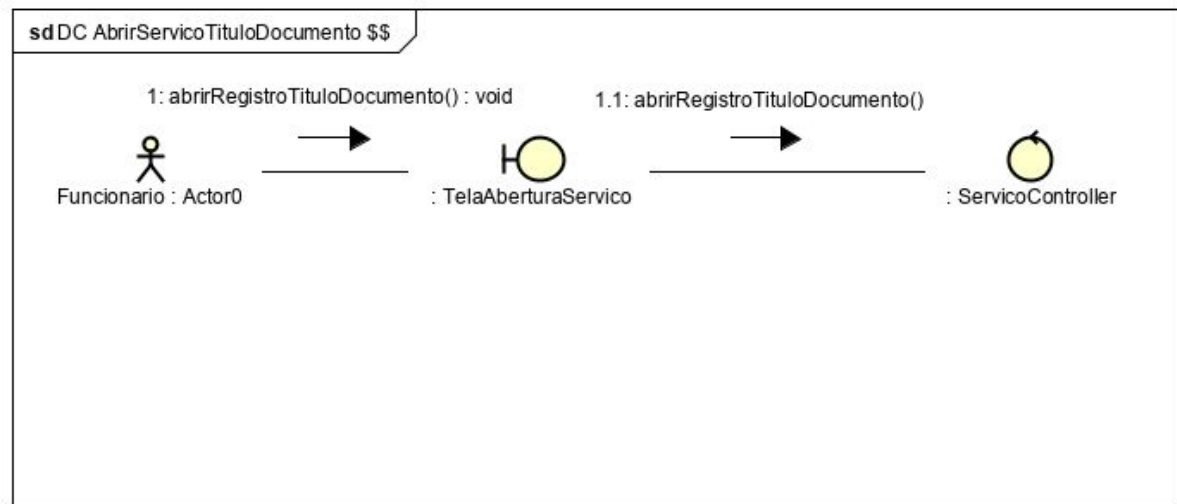 sd DC AbrirServicoTituloDocumento $$
1: abrirRegistroTituloDocumento() : void
1.1: abrirRegistroTituloDocumento()
Funcionario : Actor0
: TelaAberturaServico
: ServicoController